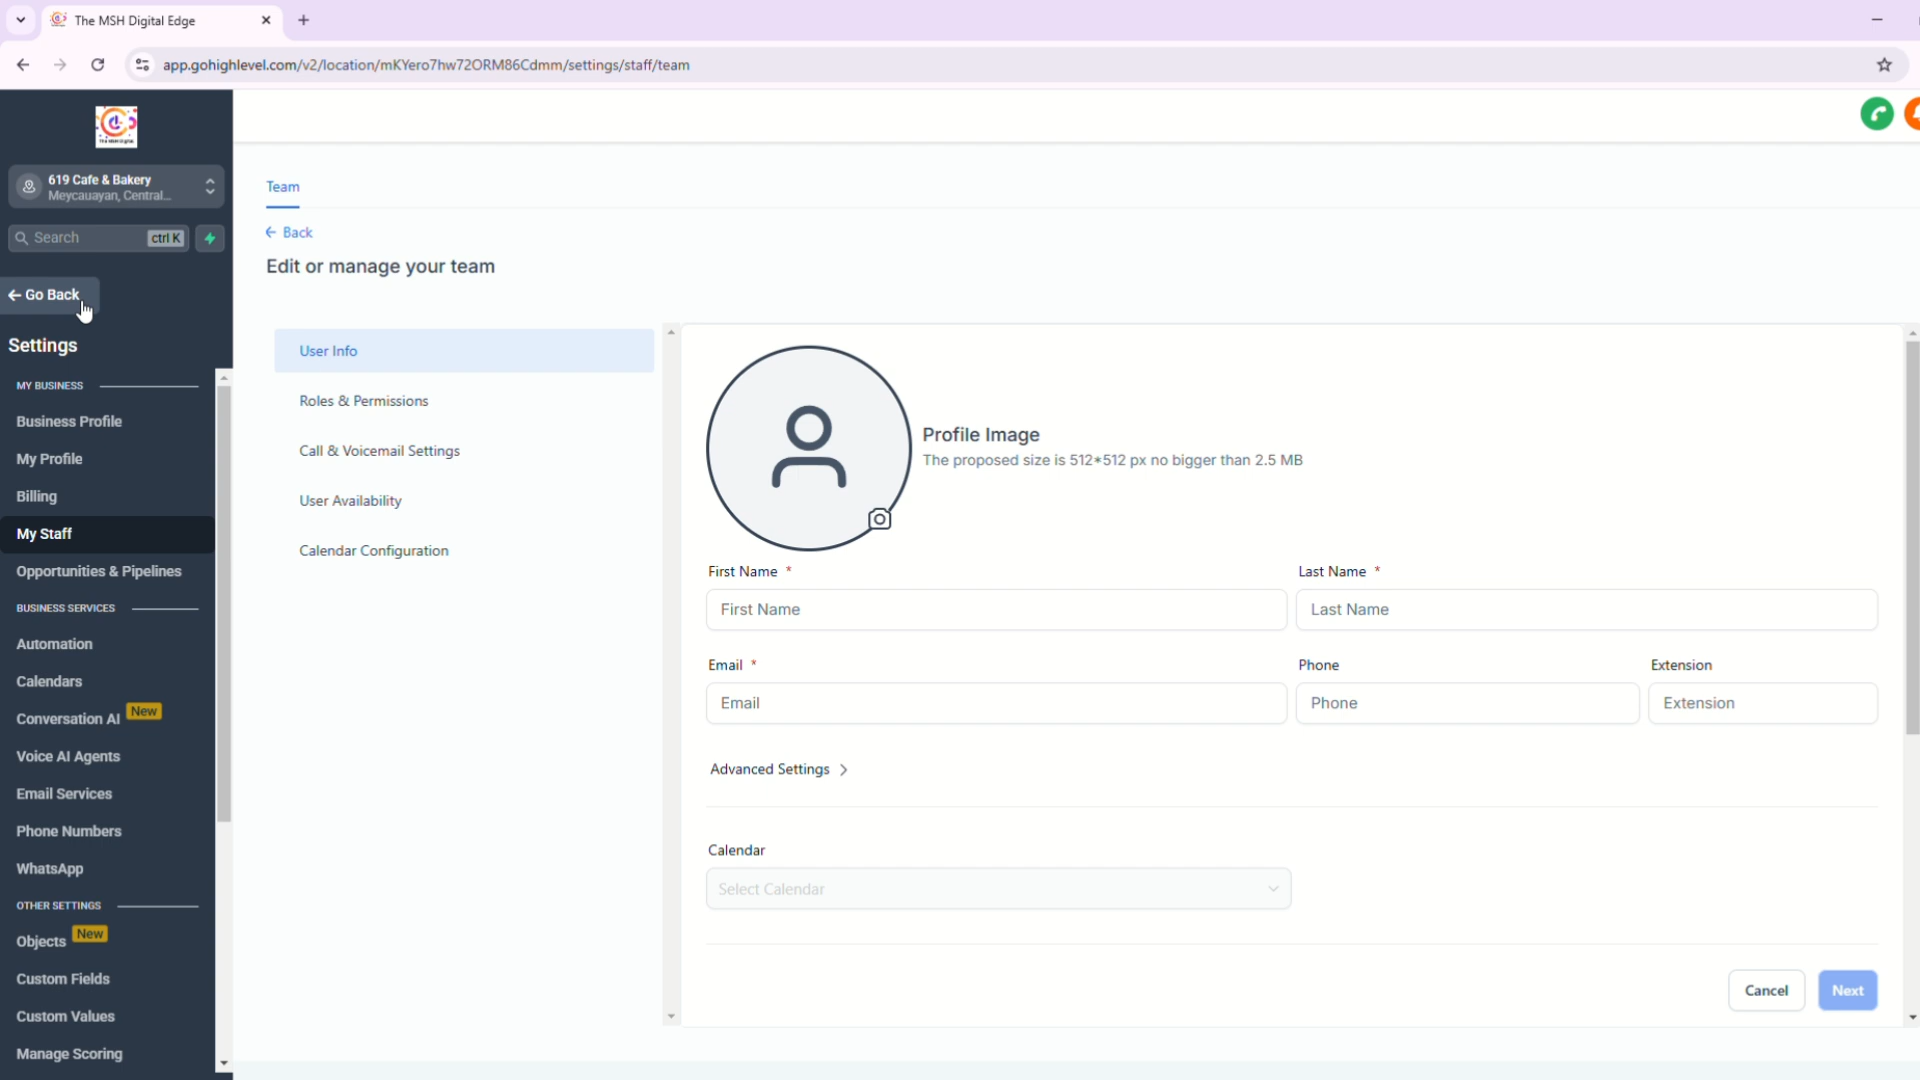 The MSH Digital Edge
app.gohighlevel.com/v2/location/mKYero7hw72ORM86Cdmm/settings/staff/team
619 Cafe & Bakery
Meycauayan, Central...
Search
ctrl K
Go Back
Settings
MY BUSINESS
Business Profile
My Profile
Billing
My Staff
Opportunities & Pipelines
BUSINESS SERVICES
Automation
Calendars
Conversation AI New
Voice AI Agents
Email Services
Phone Numbers
WhatsApp
OTHER SETTINGS
Objects New
Custom Fields
Custom Values
Manage Scoring
Team
Back
Edit or manage your team
User Info
Roles & Permissions
Call & Voicemail Settings
User Availability
Calendar Configuration
Profile Image
The proposed size is 512*512 px no bigger than 2.5 MB
First Name *
Last Name *
First Name
Last Name
Email *
Phone
Extension
Email
Phone
Extension
Advanced Settings
Calendar
Select Calendar
Cancel
Next